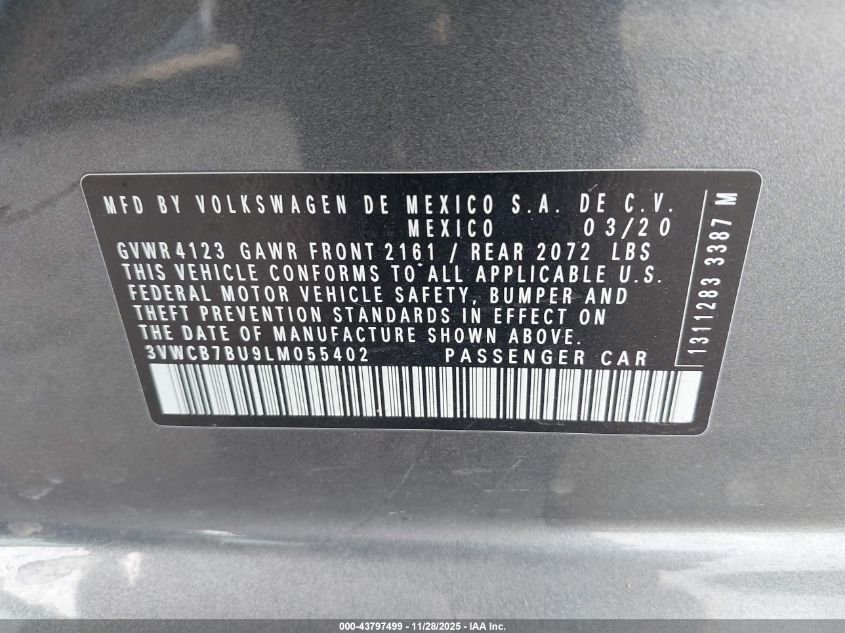 MFD BY VOLKSWAGEN DE MEXICO S.A. DE C.V.
MEXICO 03/20
GVWR 4123 GAWR FRONT 2161 / REAR 2072 LBS
THIS VEHICLE CONFORMS TO ALL APPLICABLE U.S.
FEDERAL MOTOR VEHICLE SAFETY, BUMPER AND
THEFT PREVENTION STANDARDS IN EFFECT ON
THE DATE OF MANUFACTURE SHOWN ABOVE.
3VWCB7BU9LM055402 PASSENGER CAR
1311283 3387 M
000-43797499 - 11/28/2025 - IAA Inc.